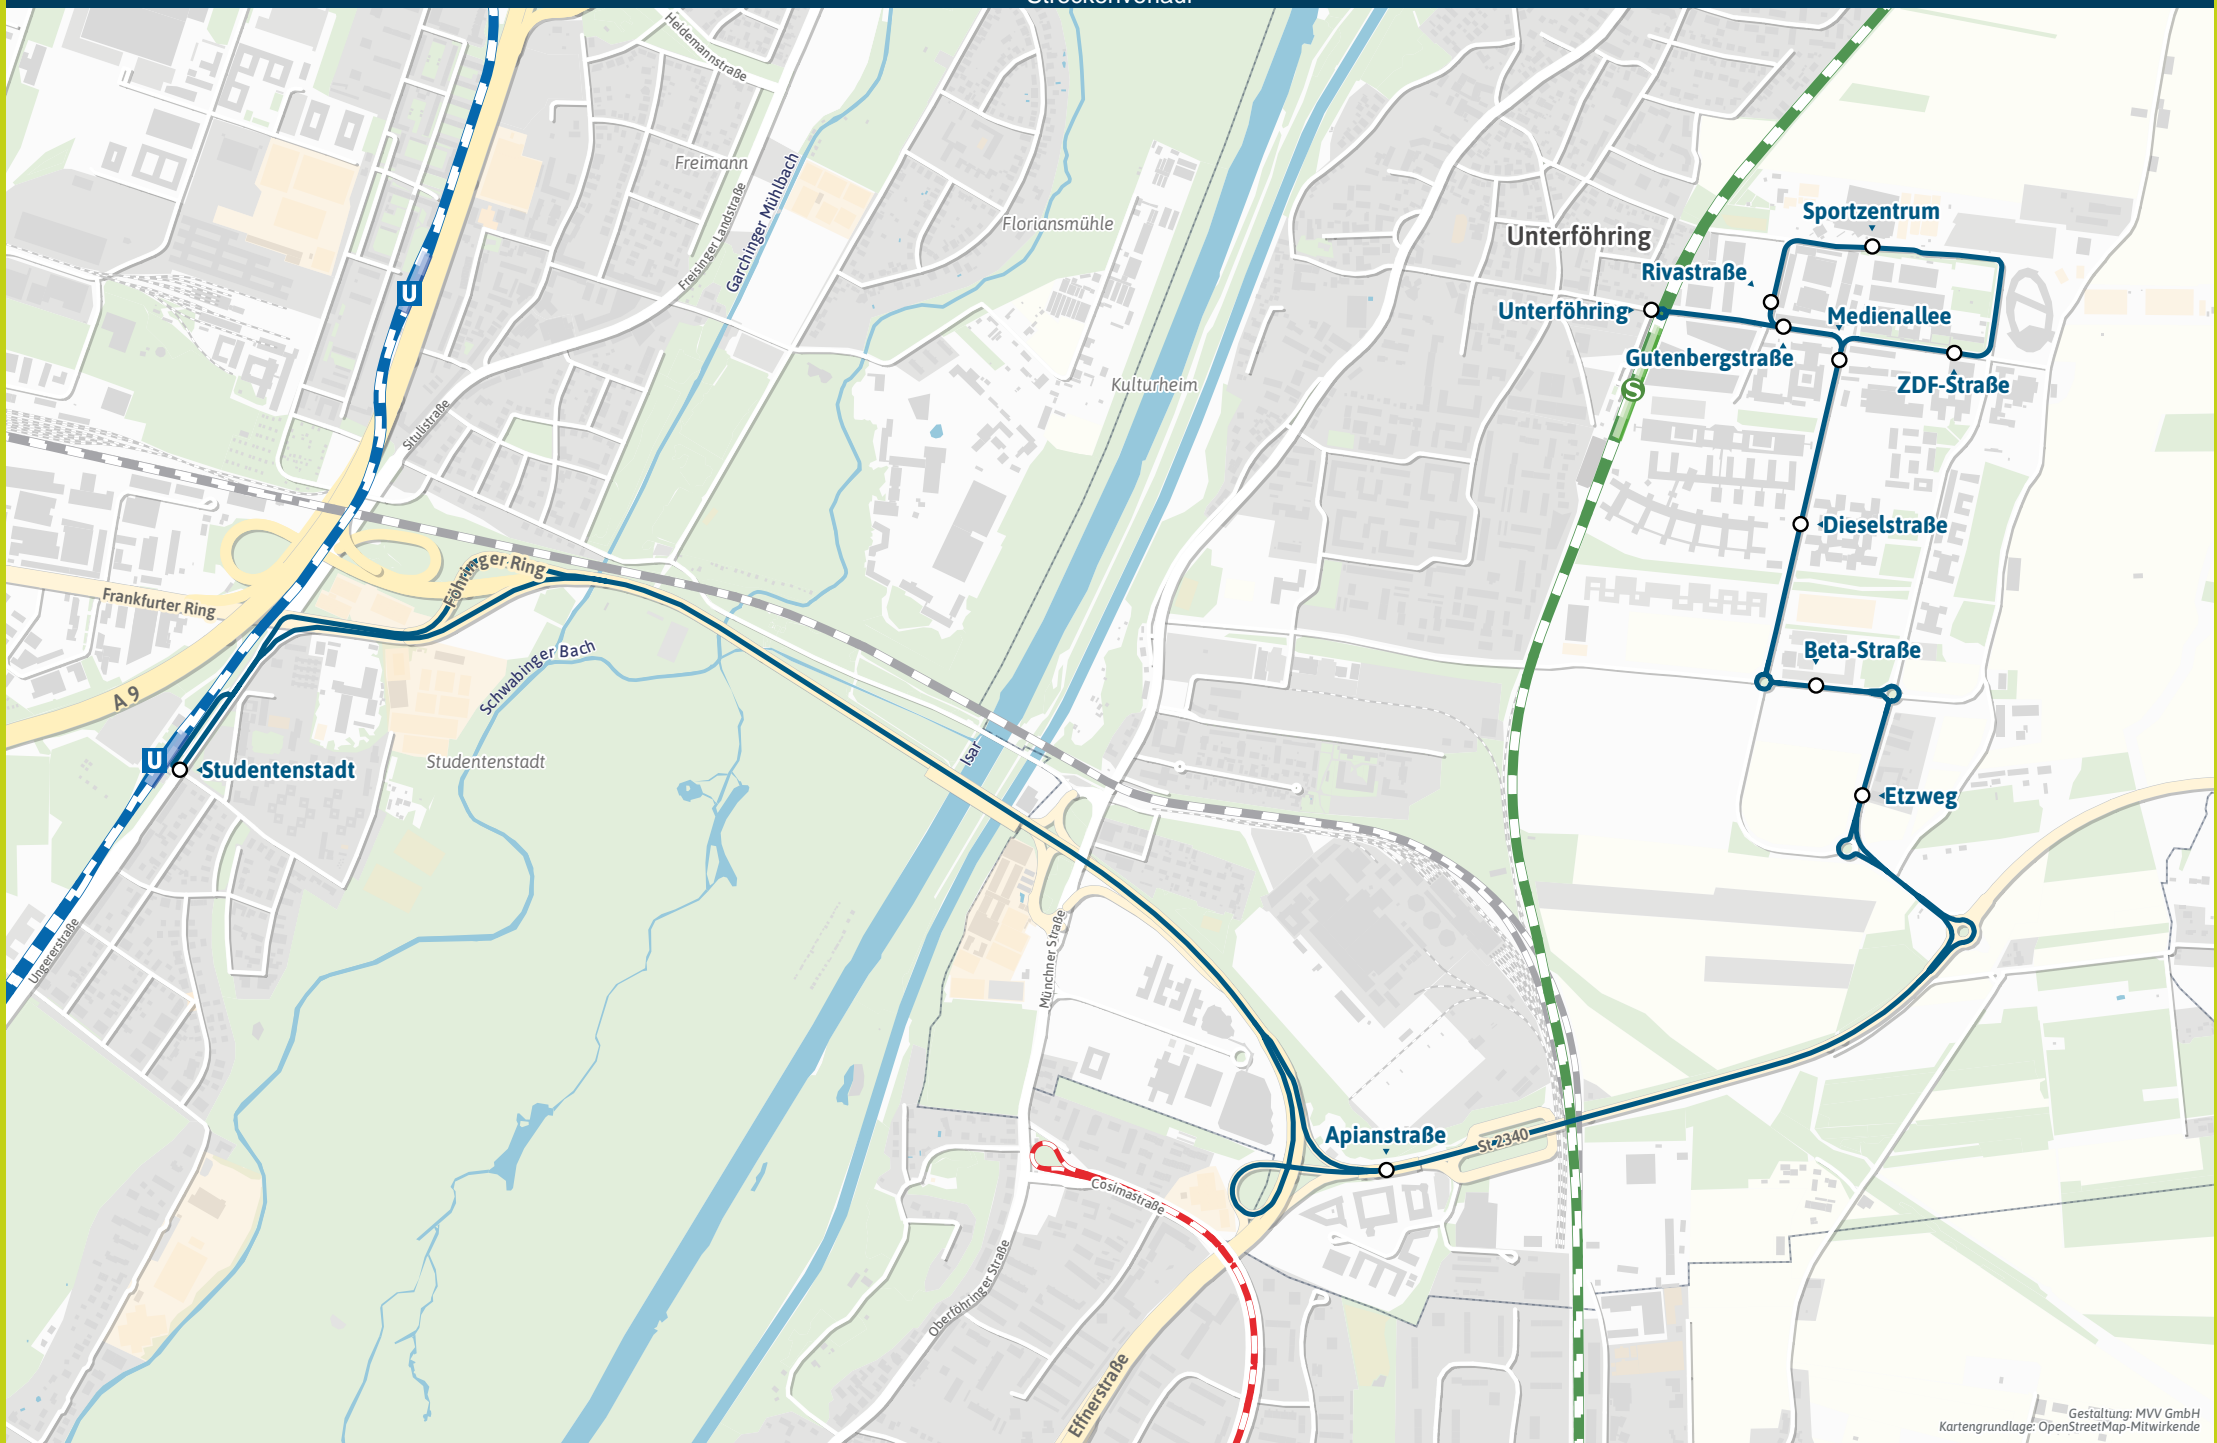 Streckenverlauf
Heidemannstraße
Freimann
Garchinger Mühlbach
Freisinger Landstraße
Floriansmühle
Sportzentrum
Unterföhring
Rivastraße
U
Unterföhring
Medienallee
Gutenbergstraße
Kulturheim
ZDF-Straße
S
Situlistraße
Dieselstraße
Föhringer Ring
Frankfurter Ring
Schwabinger Bach
Beta-Straße
A 9
Isar
U
Studentenstadt
Studentenstadt
Etzweg
Ungererstraße
Münchner Straße
Apianstraße
St 2340
Cosimastraße
Oberföhringer Straße
Effnerstraße
Gestaltung: MVV GmbH
Kartengrundlage: OpenStreetMap-Mitwirkende